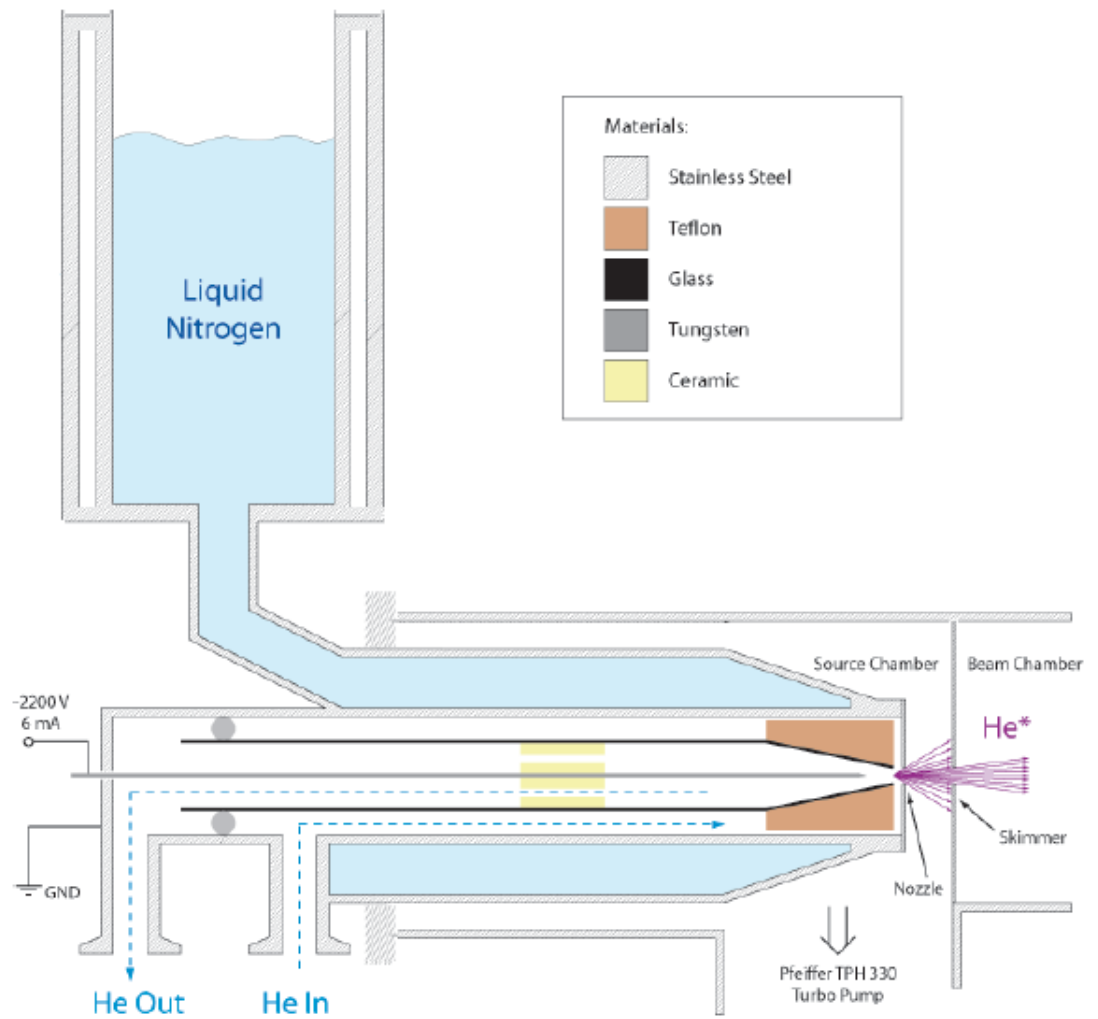 Materials:
Stainless Steel
Teflon
Glass
Tungsten
Ceramic
Liquid
Nitrogen
Source Chamber
Beam Chamber
-2200 V
6 mA
He*
Skimmer
Nozzle
GND
Pfeiffer TPH 330
Turbo Pump
He Out
He In